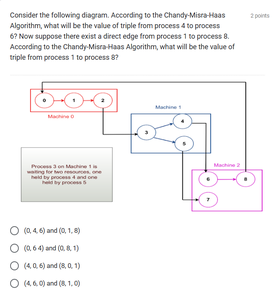 Consider the following diagram. According to the Chandy-Misra-Haas
2 points
Algorithm, what will be the value of triple from process 4 to process
6? Now suppose there exist a direct edge from process 1 to process 8.
According to the Chandy-Misra-Haas Algorithm, what will be the value of
triple from process 1 to process 8?
0
1
2
Machine 0
Machine 1
3
4
5
Process 3 on Machine 1 is
waiting for two resources, one
held by process 4 and one
held by process 5
Machine 2
6
8
7
(0, 4, 6) and (0, 1, 8)
(0, 6 4) and (0, 8, 1)
(4, 0, 6) and (8, 0, 1)
(4, 6, 0) and (8, 1, 0)